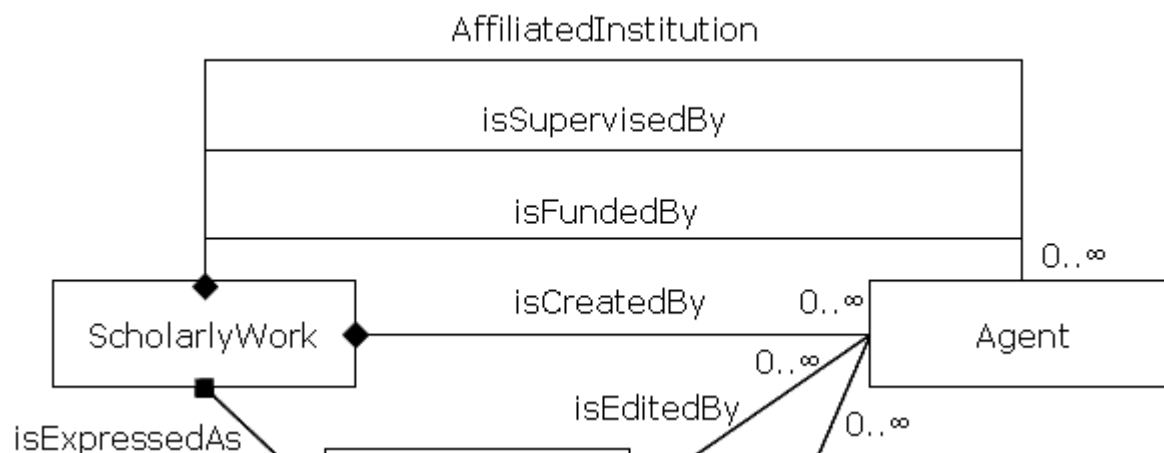 AffiliatedInstitution
isSupervisedBy
isFundedBy
0..∞
isCreatedBy
0..∞
ScholarlyWork
Agent
0..∞
isEditedBy
0..∞
isExpressedAs